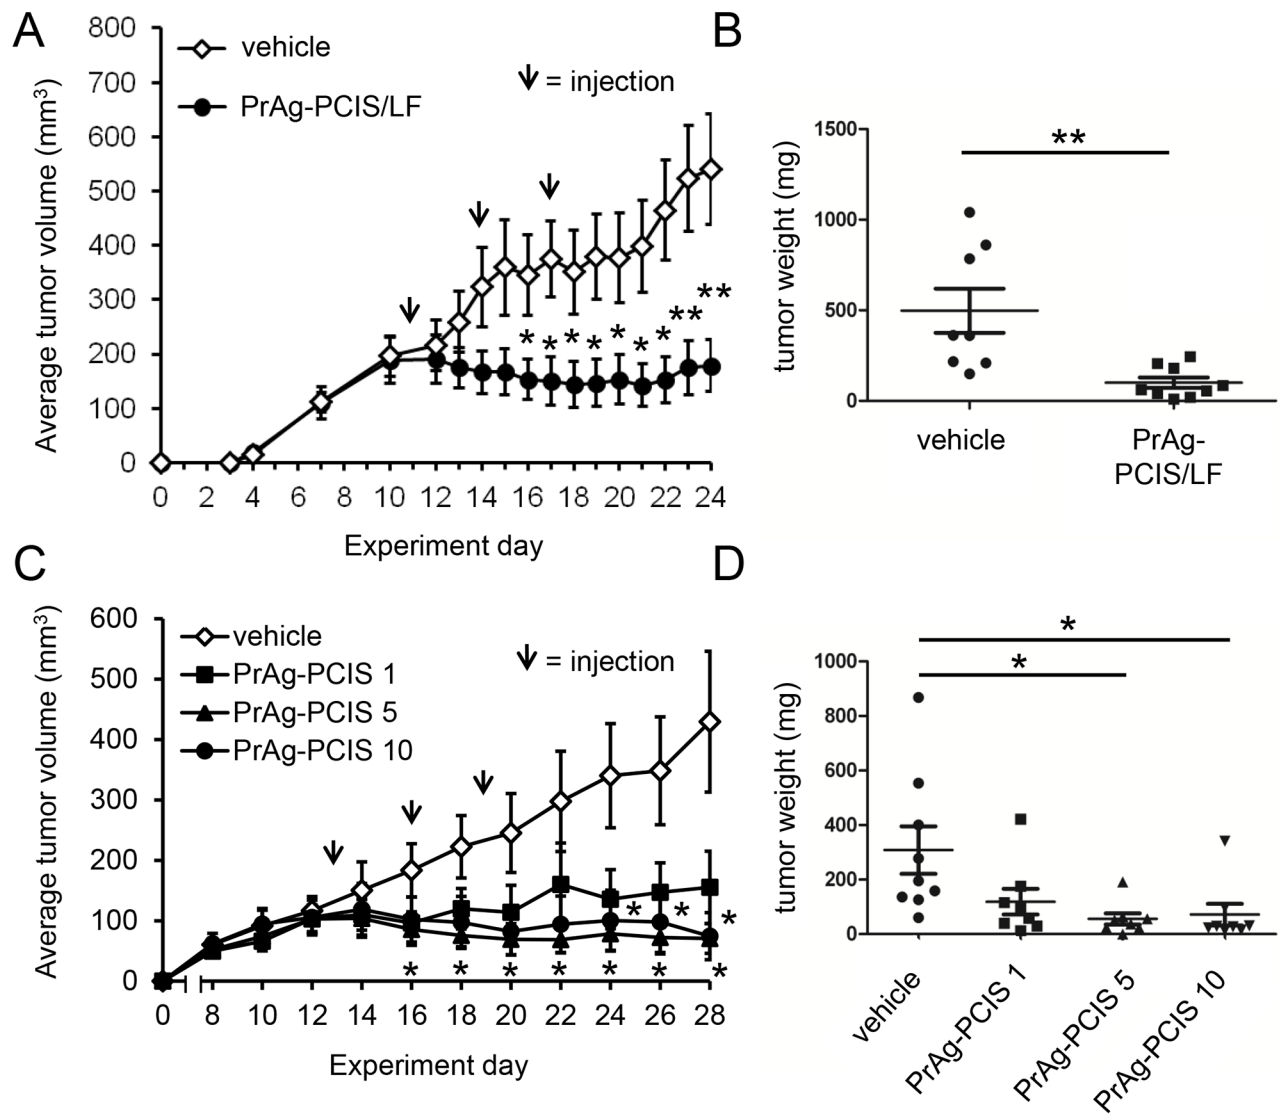 A
800
700
600
500
400
300
200
100
0
Average tumor volume (mm³)
vehicle
PrAg-PCIS/LF
↓ = injection
* * * * * * * ** **
0 2 4 6 8 10 12 14 16 18 20 22 24
Experiment day
B
1500
1000
500
0
tumor weight (mg)
**
vehicle
PrAg-
PCIS/LF
C
600
500
400
300
200
100
0
Average tumor volume (mm³)
vehicle
PrAg-PCIS 1
PrAg-PCIS 5
PrAg-PCIS 10
↓ = injection
* * *
* * * * * * *
0 8 10 12 14 16 18 20 22 24 26 28
Experiment day
D
1000
800
600
400
200
0
tumor weight (mg)
*
*
vehicle
PrAg-PCIS 1
PrAg-PCIS 5
PrAg-PCIS 10